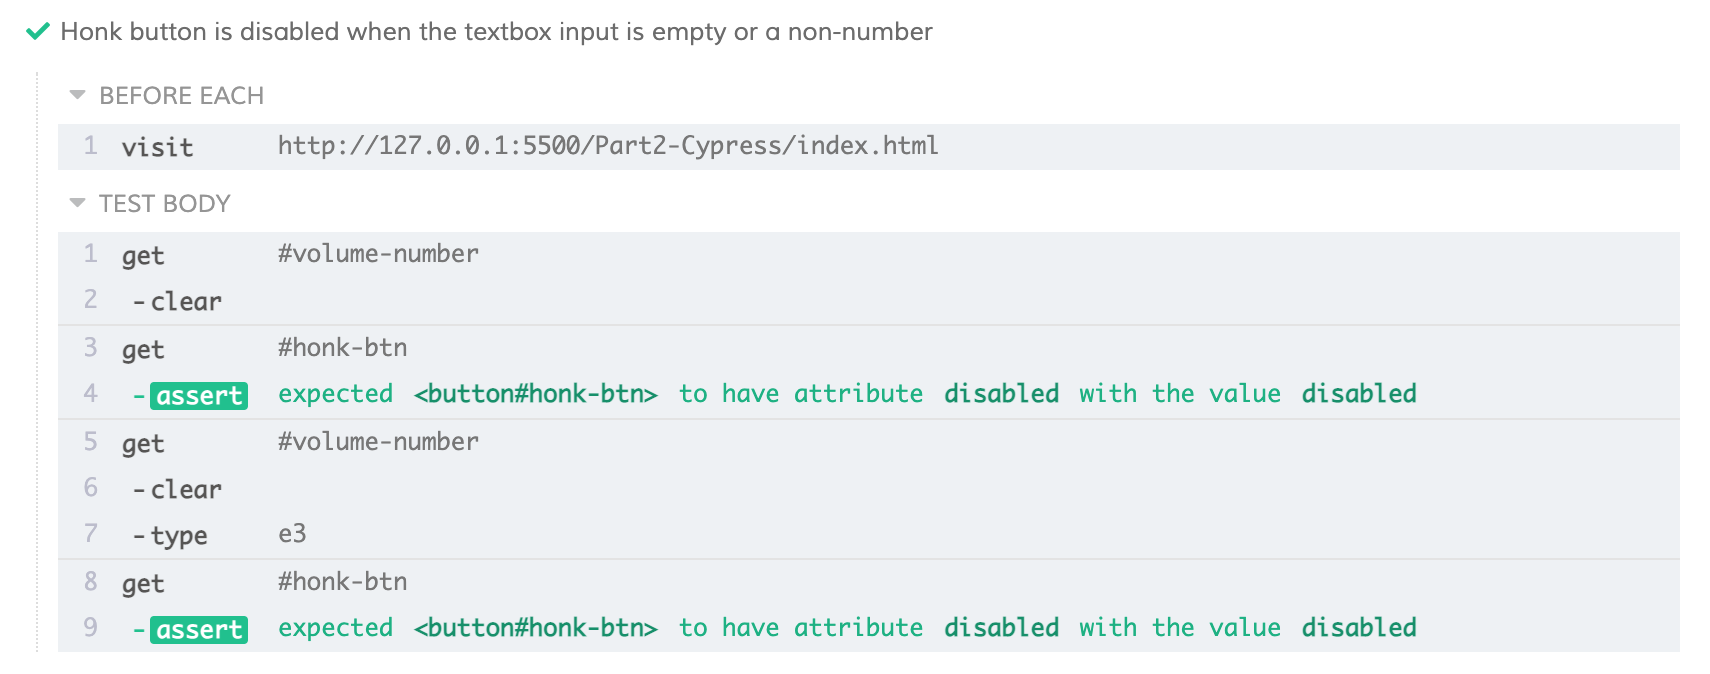 Honk button is disabled when the textbox input is empty or a non-number
BEFORE EACH
1 visit http://127.0.0.1:5500/Part2-Cypress/index.html
TEST BODY
1 get #volume-number
2 -clear
3 get #honk-btn
4 -assert expected <button#honk-btn> to have attribute disabled with the value disabled
5 get #volume-number
6 -clear
7 -type e3
8 get #honk-btn
9 -assert expected <button#honk-btn> to have attribute disabled with the value disabled